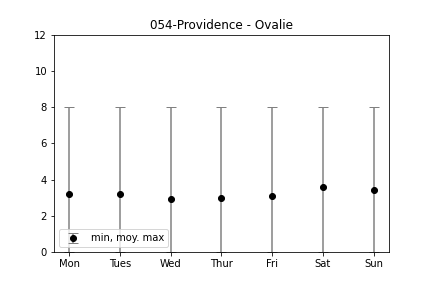 054-Providence - Ovalie
12
10
8
6
4
2
0
min, moy. max
Mon Tues Wed Thur Fri Sat Sun